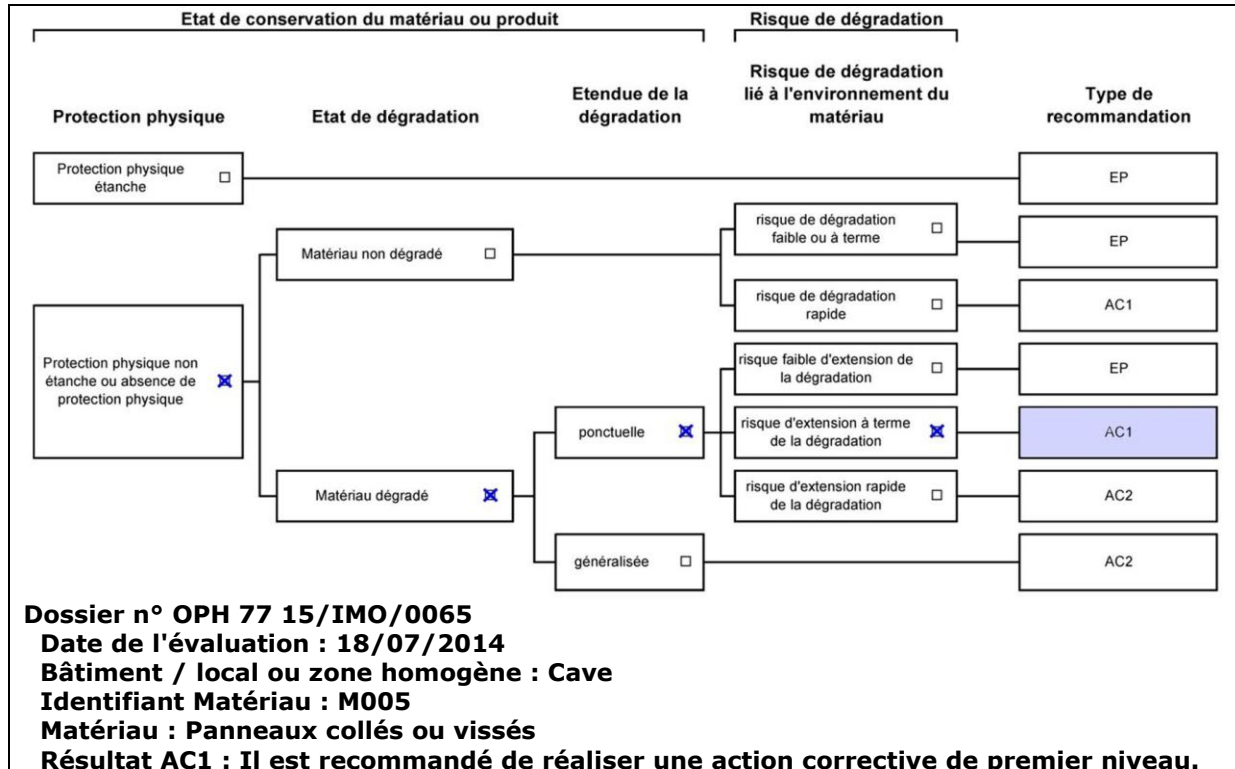 Etat de conservation du matériau ou produit
Risque de dégradation
Protection physique
Etat de dégradation
Etendue de la
dégradation
Risque de dégradation
lié à l'environnement du
matériau
Type de
recommandation
Protection physique
étanche
EP
Protection physique non
étanche ou absence de
protection physique
Matériau non dégradé
risque de dégradation
faible ou à terme
EP
risque de dégradation
rapide
AC1
Matériau dégradé
ponctuelle
risque faible d'extension de
la dégradation
EP
risque d'extension à terme
de la dégradation
AC1
risque d'extension rapide
de la dégradation
AC2
généralisée
AC2
Dossier n° OPH 77 15/IMO/0065
Date de l'évaluation : 18/07/2014
Bâtiment / local ou zone homogène : Cave
Identifiant Matériau : M005
Matériau : Panneaux collés ou vissés
Résultat AC1 : Il est recommandé de réaliser une action corrective de premier niveau.